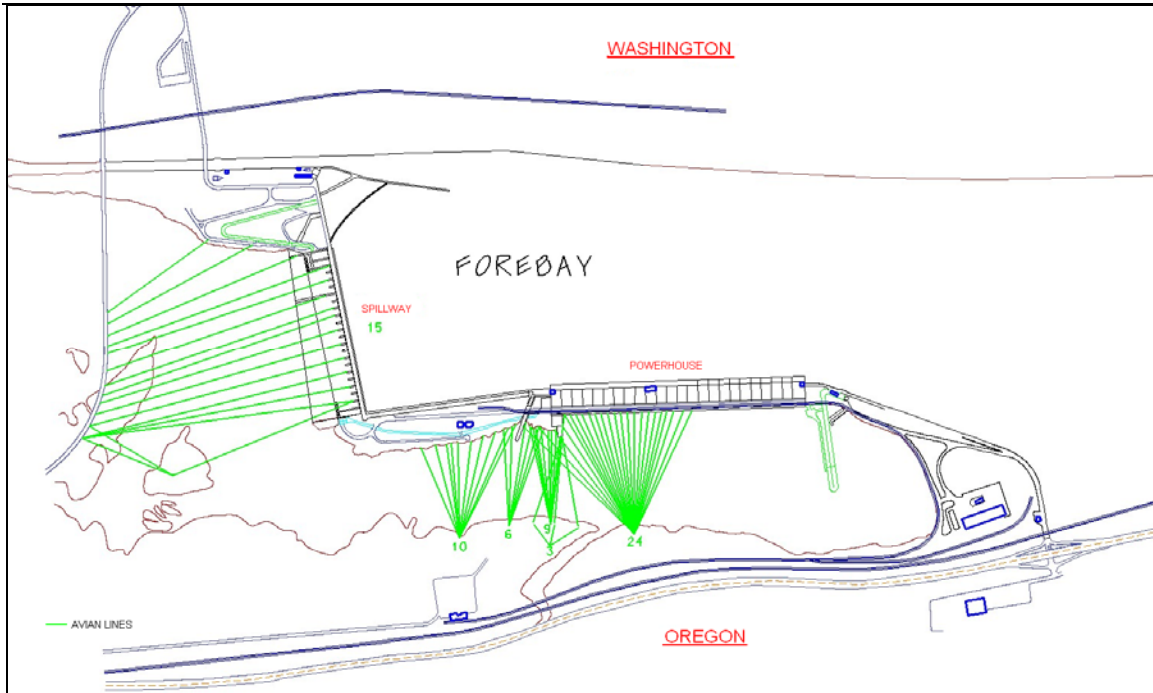 WASHINGTON
FOREBAY
SPILLWAY
15
POWERHOUSE
10
6
9
3
24
AVIAN LINES
OREGON